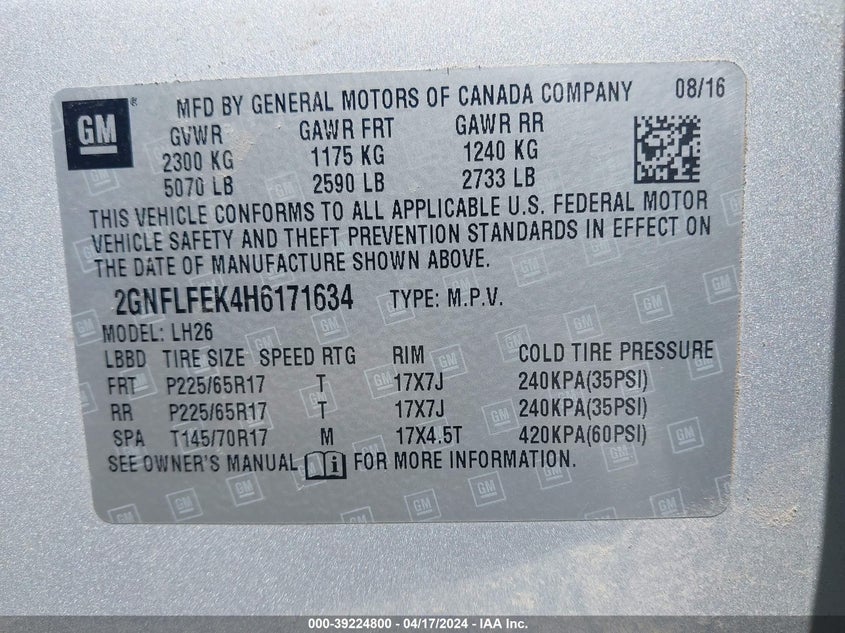 GM ® MFD BY GENERAL MOTORS OF CANADA COMPANY 08/16
GVWR GAWR FRT GAWR RR
2300 KG 1175 KG 1240 KG
5070 LB 2590 LB 2733 LB
THIS VEHICLE CONFORMS TO ALL APPLICABLE U.S. FEDERAL MOTOR
VEHICLE SAFETY AND THEFT PREVENTION STANDARDS IN EFFECT ON
THE DATE OF MANUFACTURE SHOWN ABOVE.
2GNFLFEK4H6171634 TYPE: M.P.V.
MODEL: LH26
LBBD TIRE SIZE SPEED RTG RIM COLD TIRE PRESSURE
FRT P225/65R17 T 17X7J 240KPA(35PSI)
RR P225/65R17 T 17X7J 240KPA(35PSI)
SPA T145/70R17 M 17X4.5T 420KPA(60PSI)
SEE OWNER'S MANUAL i FOR MORE INFORMATION.
000-39224800 - 04/17/2024 - IAA Inc.